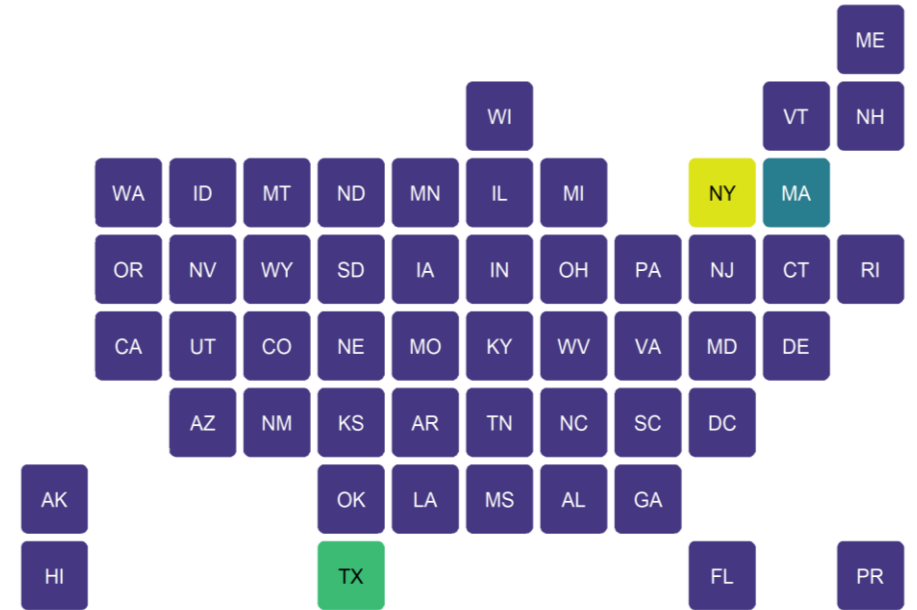 ME
WI VT NH
WA ID MT ND MN IL MI NY MA
OR NV WY SD IA IN OH PA NJ CT RI
CA UT CO NE MO KY WV VA MD DE
AZ NM KS AR TN NC SC DC
AK OK LA MS AL GA
HI TX FL PR